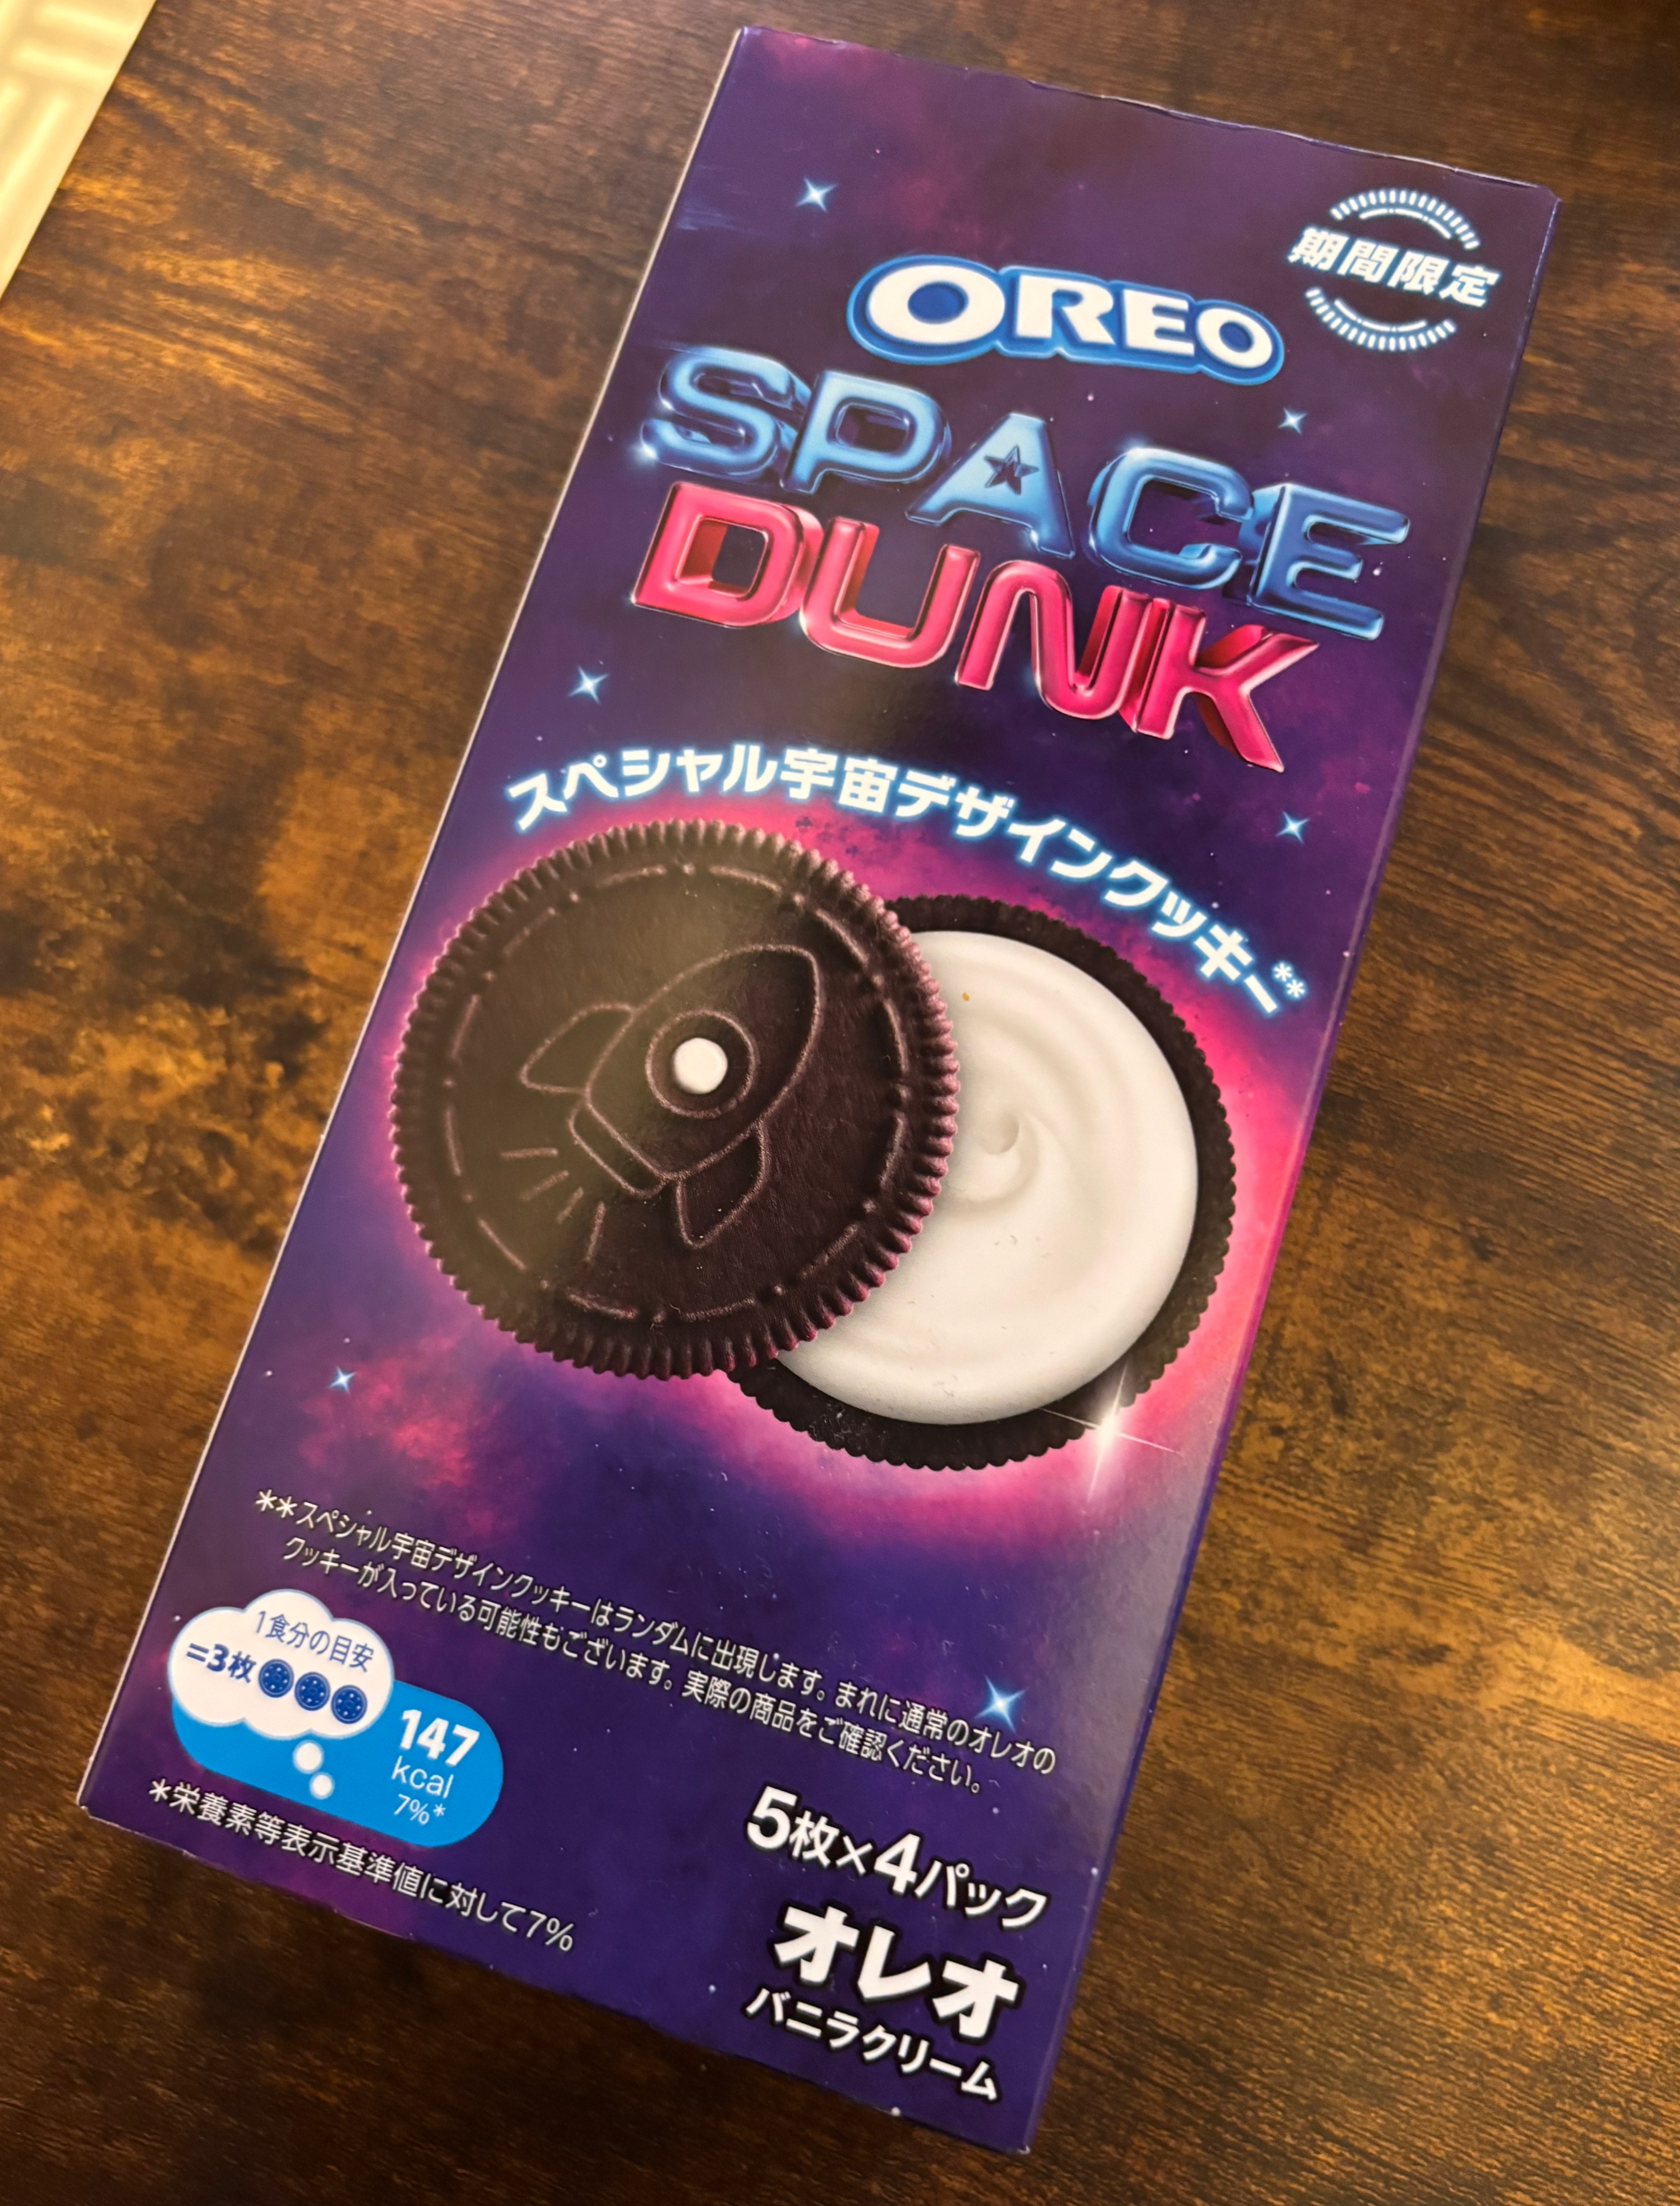 期間限定
OREO
SPACE
DUNK
スペシャル宇宙デザインクッキー**
**スペシャル宇宙デザインクッキーはランダムに出現します。まれに通常のオレオの
クッキーが入っている可能性もございます。実際の商品をご確認ください。
1食分の目安
=3枚
147
kcal
7%*
*栄養素等表示基準値に対して7%
5枚×4パック
オレオ
バニラクリーム